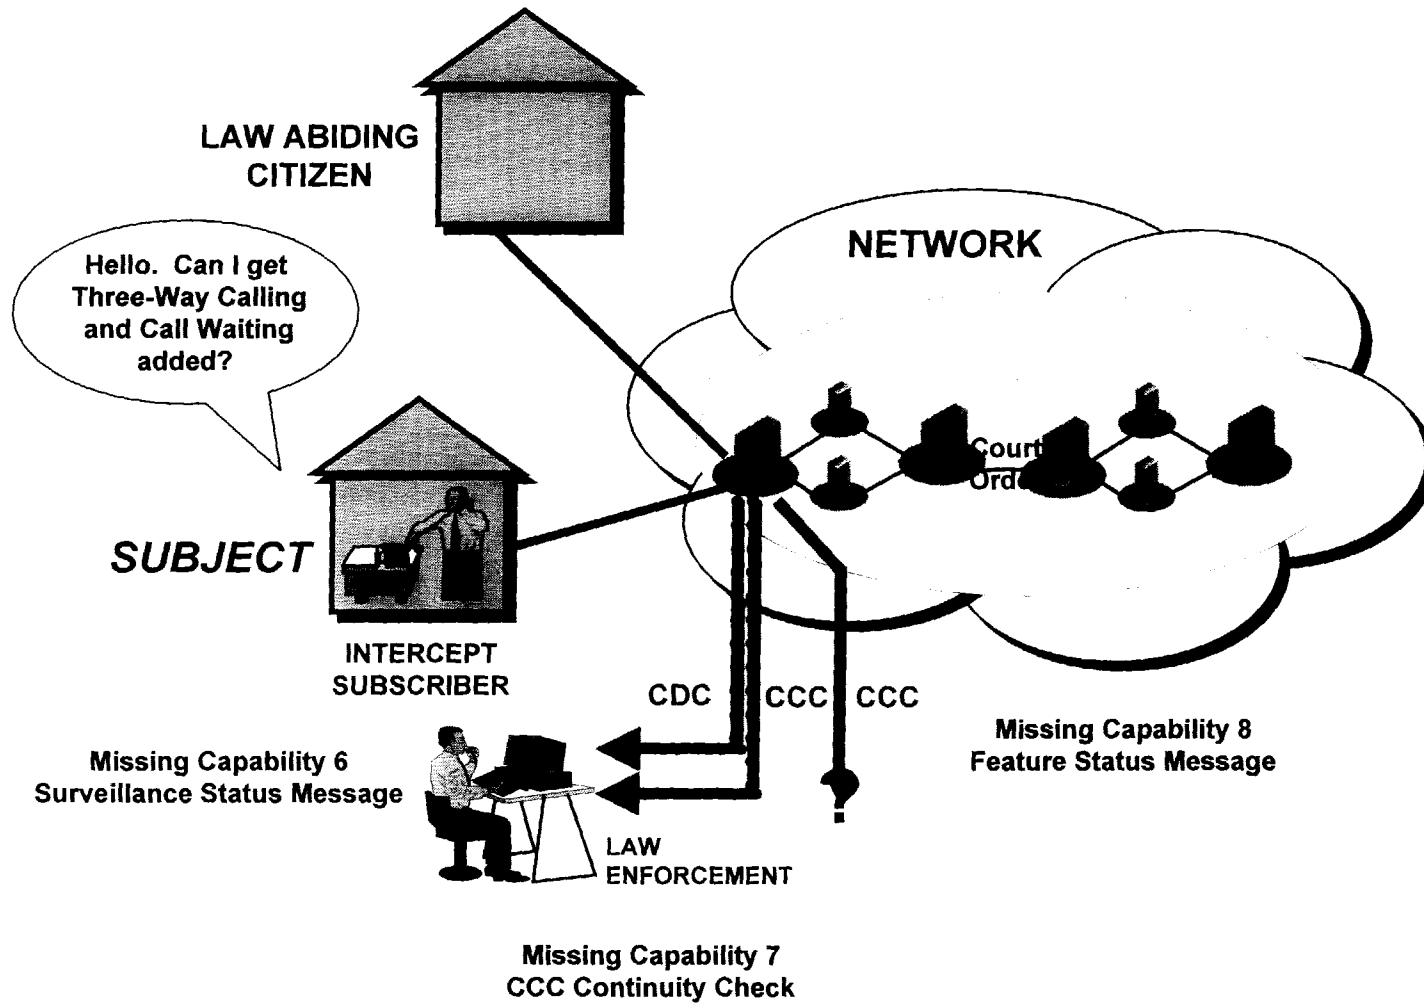 LAW ABIDING
CITIZEN
NETWORK
Hello. Can I get
Three-Way Calling
and Call Waiting
added?
Court
SUBJECT
INTERCEPT
SUBSCRIBER
CDC
CCC
CCC
Missing Capability 8
Feature Status Message
Missing Capability 6
Surveillance Status Message
LAW
ENFORCEMENT
Missing Capability 7
CCC Continuity Check